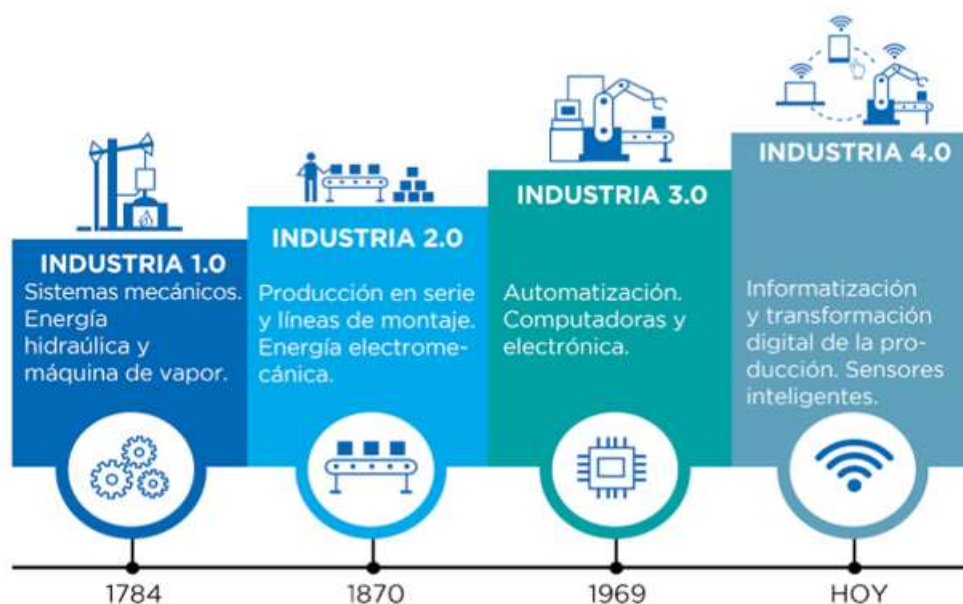 INDUSTRIA 1.0
Sistemas mecánicos.
Energía
hidraúlica y
máquina de vapor.
INDUSTRIA 2.0
Producción en serie
y líneas de montaje.
Energía electrome-
cánica.
INDUSTRIA 3.0
Automatización.
Computadoras y
electrónica.
INDUSTRIA 4.0
Informatización
y transformación
digital de la pro-
ducción. Sensores
inteligentes.
1784
1870
1969
HOY